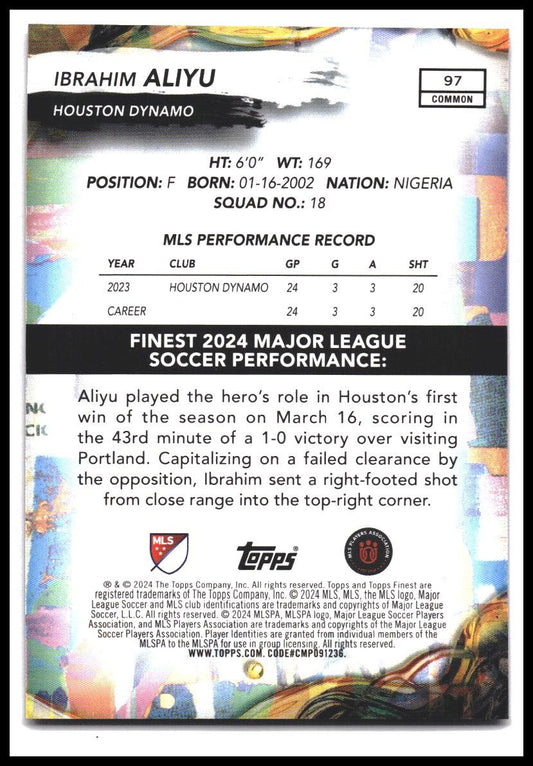 IBRAHIM ALIYU
HOUSTON DYNAMO
97
COMMON
HT: 6'0" WT: 169
POSITION: F BORN: 01-16-2002 NATION: NIGERIA
SQUAD NO.: 18
MLS PERFORMANCE RECORD
YEAR CLUB GP G A SHT
2023 HOUSTON DYNAMO 24 3 3 20
CAREER 24 3 3 20
FINEST 2024 MAJOR LEAGUE
SOCCER PERFORMANCE:
Aliyu played the hero's role in Houston's first
win of the season on March 16, scoring in
the 43rd minute of a 1-0 victory over visiting
Portland. Capitalizing on a failed clearance by
the opposition, Ibrahim sent a right-footed shot
from close range into the top-right corner.
MLS
Topps
MLS PLAYERS ASSOCIATION
® & © 2024 The Topps Company, Inc. All rights reserved. Topps and Topps Finest are
registered trademarks of The Topps Company, Inc. © 2024 MLS. MLS, the MLS logo, Major
League Soccer and MLS club identifications are trademarks and copyrights of Major League
Soccer, L.L.C. All rights reserved. © 2024 MLSPA, MLSPA logo, Major League Soccer Players
Association, and MLS Players Association are trademarks and copyrights of the Major League
Soccer Players Association. Player Identities are granted from individual members of the
MLSPA to the MLSPA for use in group licensing. All rights reserved.
WWW.TOPPS.COM. CODE#CMP091236.